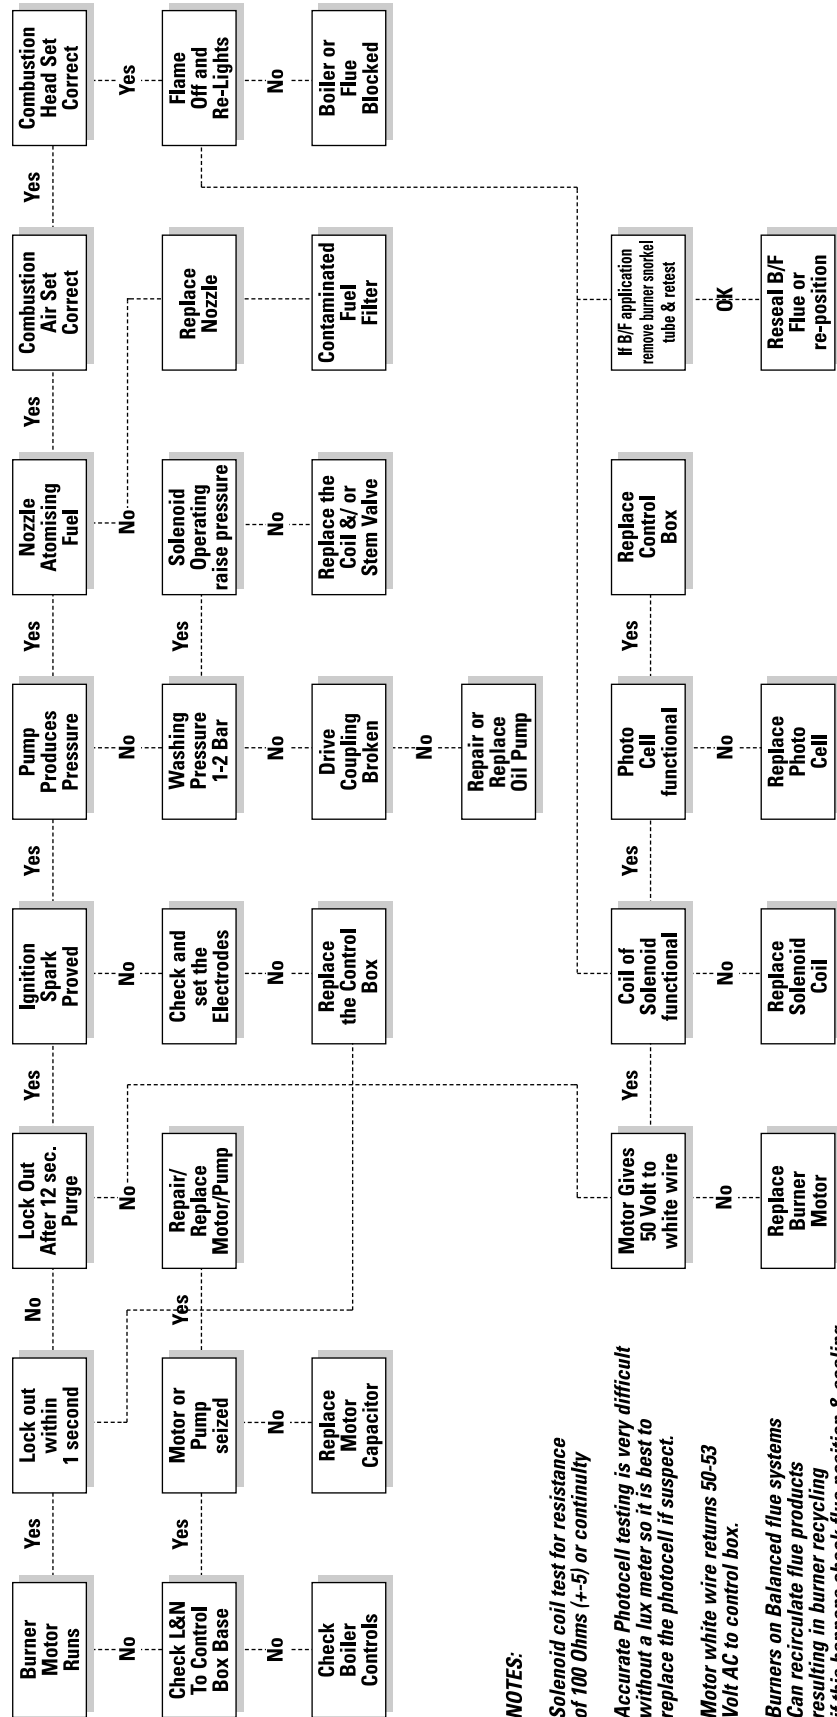 Burner
Motor
Runs
Yes
Lock out
within
1 second
No
Lock Out
After 12 sec.
Purge
Yes
Ignition
Spark
Proved
Yes
Pump
Produces
Pressure
Yes
Nozzle
Atomising
Fuel
Yes
Combustion
Air Set
Correct
Yes
Combustion
Head Set
Correct
No
No
No
No
No
Yes
Check L&N
To Control
Box Base
Yes
Motor or
Pump
seized
Yes
Repair/
Replace
Motor/Pump
Check and
set the
Electrodes
Washing
Pressure
1-2 Bar
Yes
Solenoid
Operating
raise pressure
Replace
Nozzle
Flame
Off and
Re-Lights
No
No
No
No
No
No
Check
Boiler
Controls
Replace
Motor
Capacitor
Replace
the Control
Box
Drive
Coupling
Broken
Replace the
Coil &/ or
Stem Valve
Contaminated
Fuel
Filter
Boiler or
Flue
Blocked
No
Repair or
Replace
Oil Pump
Motor Gives
50 Volt to
white wire
Yes
Coil of
Solenoid
functional
Yes
Photo
Cell
functional
Yes
Replace
Control
Box
If B/F application
remove burner snorkel
tube & retest
No
No
No
OK
Replace
Burner
Motor
Replace
Solenoid
Coil
Replace
Photo
Cell
Reseal B/F
Flue or
re-position
NOTES:
Solenoid coil test for resistance
of 100 Ohms (+-5) or continuity
Accurate Photocell testing is very difficult
without a lux meter so it is best to
replace the photocell if suspect.
Motor white wire returns 50-53
Volt AC to control box.
Burners on Balanced flue systems
Can recirculate flue products
resulting in burner recycling
if this happens check flue position & sealing